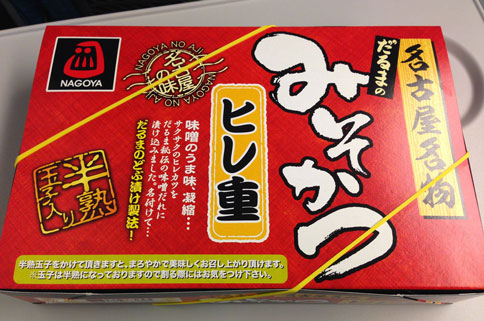 名古屋名物
だるまの
みそかつ
ヒレ重
味噌のうま味、凝縮…
サクサクのヒレカツを
だるま秘伝の味噌だれに
漬け込みました。名付けて…
だるまのどぶ漬け製法!
NAGOYA NO AJI
名古屋の味
NAGOYA NO AJI
NAGOYA
半熟
玉子入り
半熟玉子をかけて頂きますと、まろやかで美味しくお召し上がり頂けます。
※玉子は半熟になっておりますので割る際にはお気をつけ下さい。